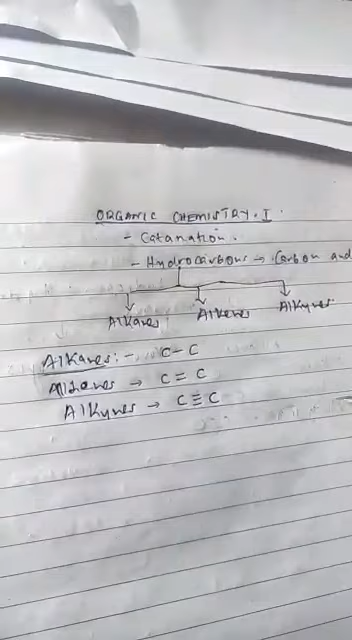 ORGANIC CHEMISTRY.I.
- Catanation.
- Hydrocarbons → Carbon and
Alkanes Alkenes Alkynes
Alkanes:- C - C
Alkenes → C = C
Alkynes → C ≡ C